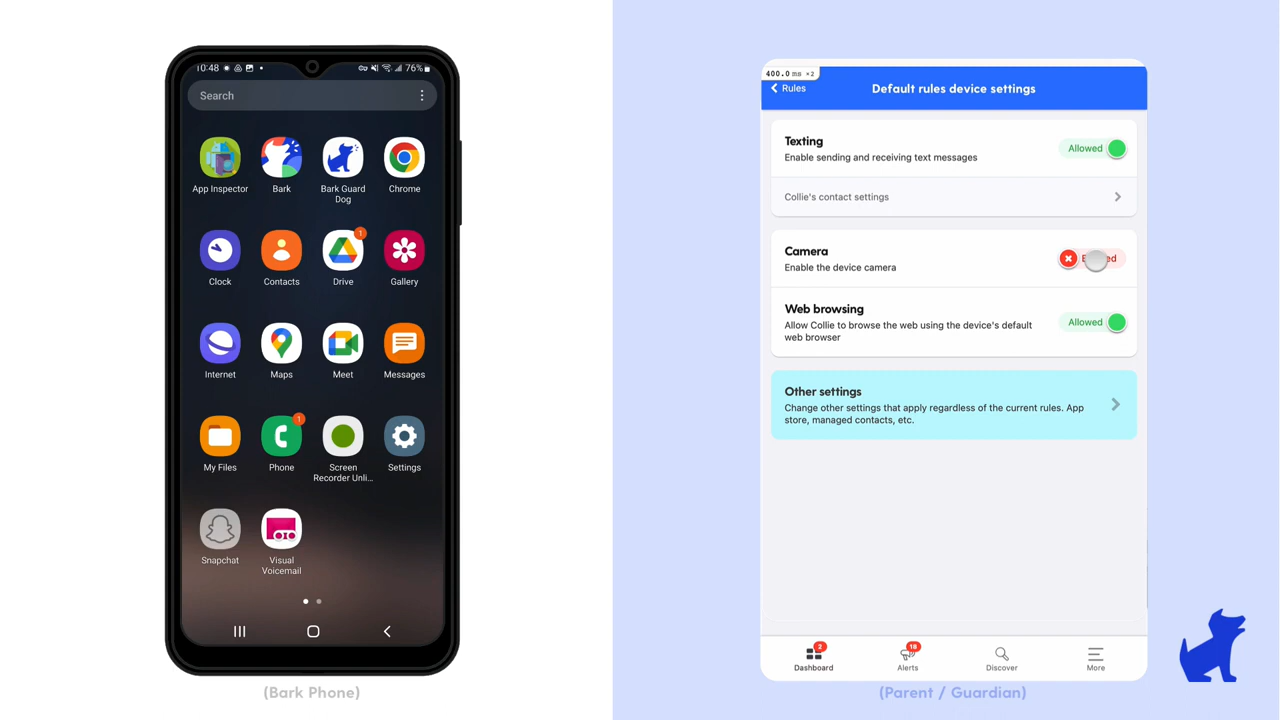 10:48
76%
Search
App Inspector
Bark
Bark Guard
Dog
Chrome
Clock
Contacts
1
Drive
Gallery
Internet
Maps
Meet
Messages
My Files
1
Phone
Screen
Recorder Unli...
Settings
Snapchat
Visual
Voicemail
(Bark Phone)
400.0 ms ×2
Rules
Default rules device settings
Texting
Enable sending and receiving text messages
Allowed
Collie's contact settings
Camera
Enable the device camera
Web browsing
Allow Collie to browse the web using the device's default
web browser
Allowed
Other settings
Change other settings that apply regardless of the current rules. App
store, managed contacts, etc.
2
Dashboard
18
Alerts
Discover
More
(Parent / Guardian)